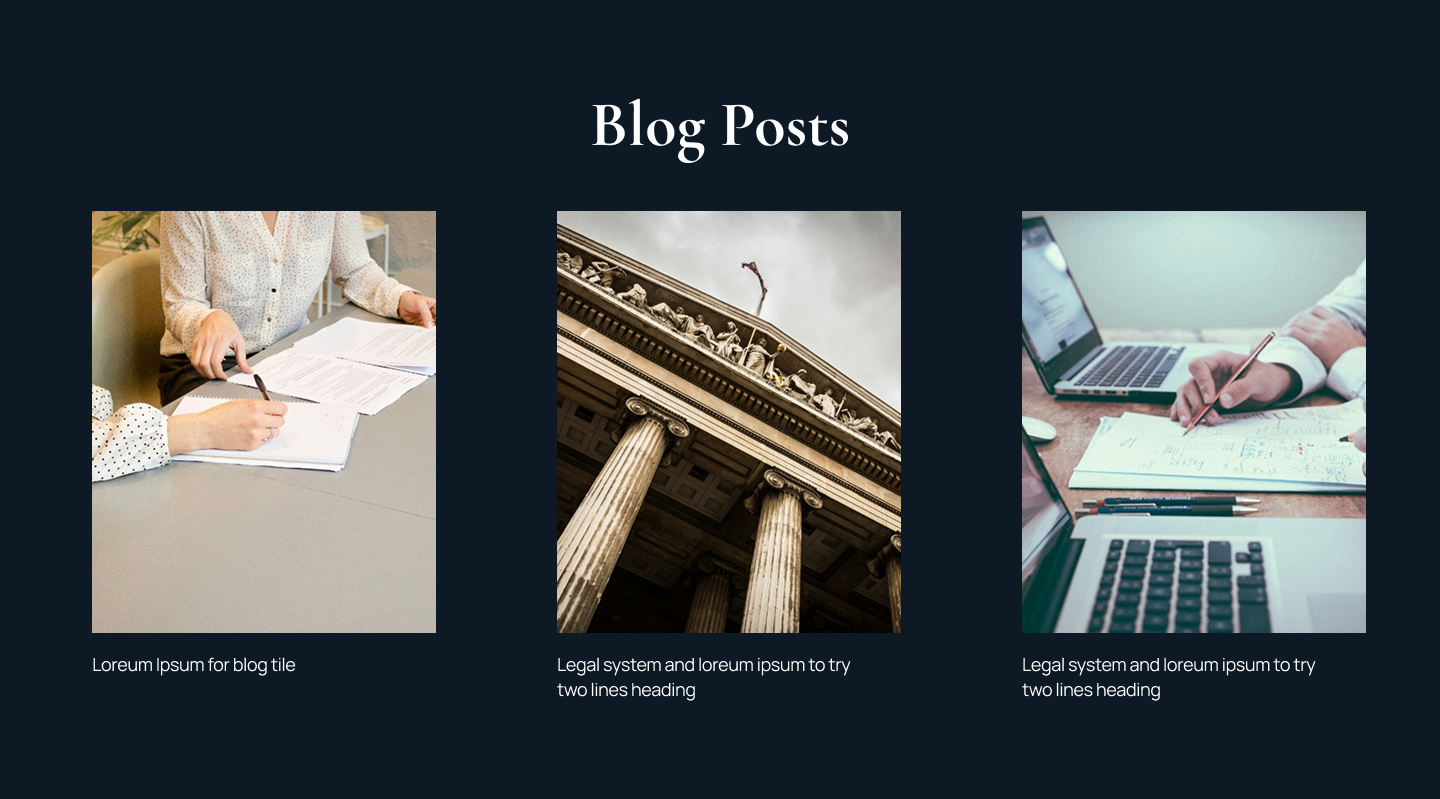 Blog Posts
Loreum Ipsum for blog tile
Legal system and loreum ipsum to try
two lines heading
Legal system and loreum ipsum to try
two lines heading